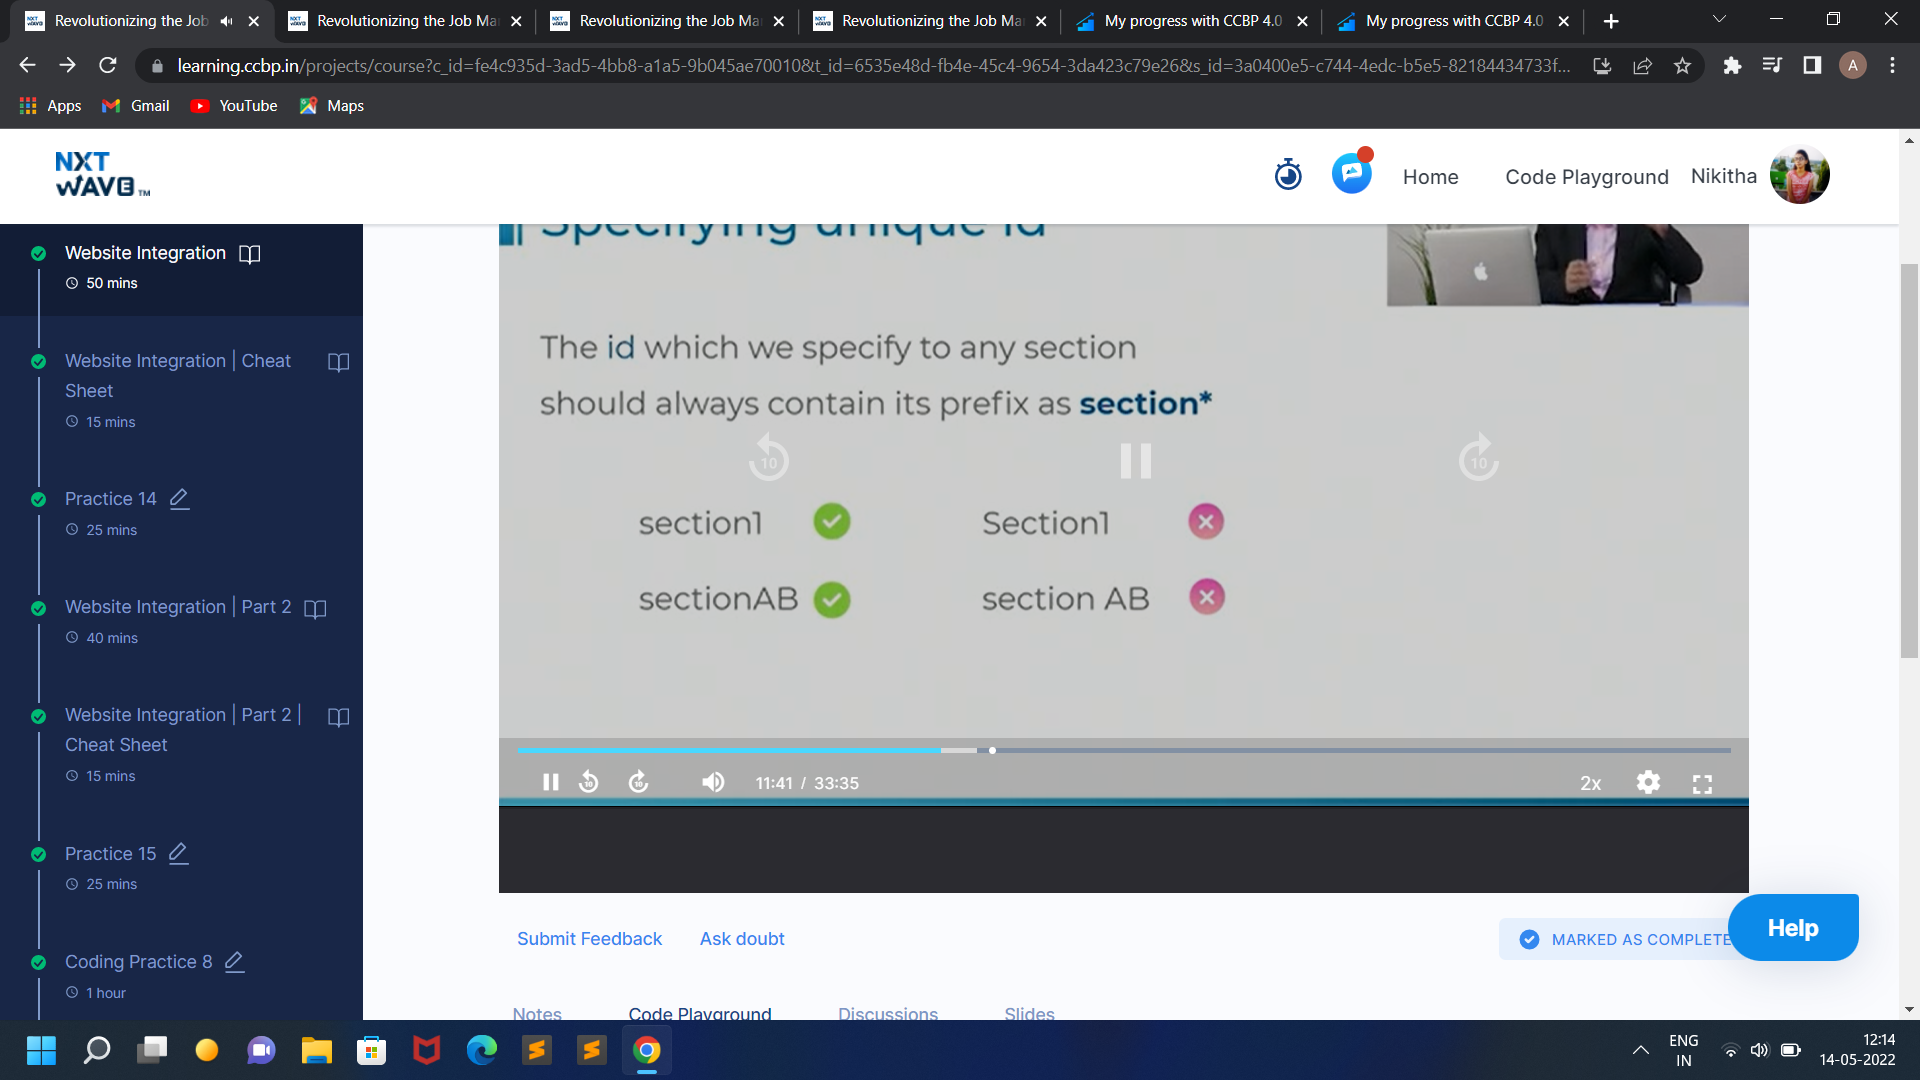 Revolutionizing the Job
Revolutionizing the Job Ma
Revolutionizing the Job Ma
Revolutionizing the Job Ma
My progress with CCBP 4.0
My progress with CCBP 4.0
learning.ccbp.in/projects/course?c_id=fe4c935d-3ad5-4bb8-a1a5-9b045ae70010&t_id=6535e48d-fb4e-45c4-9654-3da423c79e26&s_id=3a0400e5-c744-4edc-b5e5-82184434733f...
A
Apps
Gmail
YouTube
Maps
NXT
WAVE TM
Home
Code Playground
Nikitha
Website Integration
50 mins
Website Integration | Cheat
Sheet
15 mins
Practice 14
25 mins
Website Integration | Part 2
40 mins
Website Integration | Part 2 |
Cheat Sheet
15 mins
Practice 15
25 mins
Coding Practice 8
1 hour
Specifying unique id
The id which we specify to any section
should always contain its prefix as section*
10
10
section1
Section1
sectionAB
section AB
10
10
11:41 / 33:35
2x
Submit Feedback
Ask doubt
MARKED AS COMPLETE
Help
Notes
Code Playground
Discussions
Slides
ENG
IN
12:14
14-05-2022